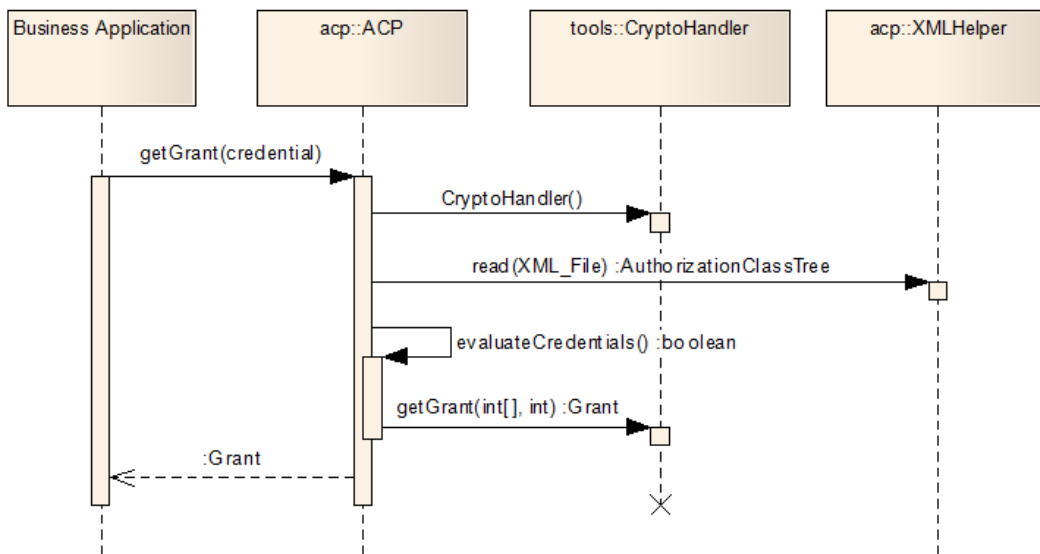 Business Application
acp::ACP
tools::CryptoHandler
acp::XMLHelper
getGrant(credential)
CryptoHandler()
read(XML_File) :AuthorizationClassTree
evaluateCredentials() :boolean
getGrant(int[], int) :Grant
:Grant